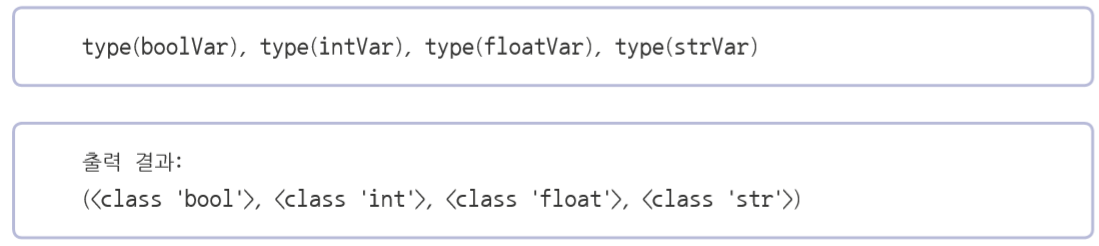 type(boolVar), type(intVar), type(floatVar), type(strVar)
출력 결과:
(<class 'bool'>, <class 'int'>, <class 'float'>, <class 'str'>)